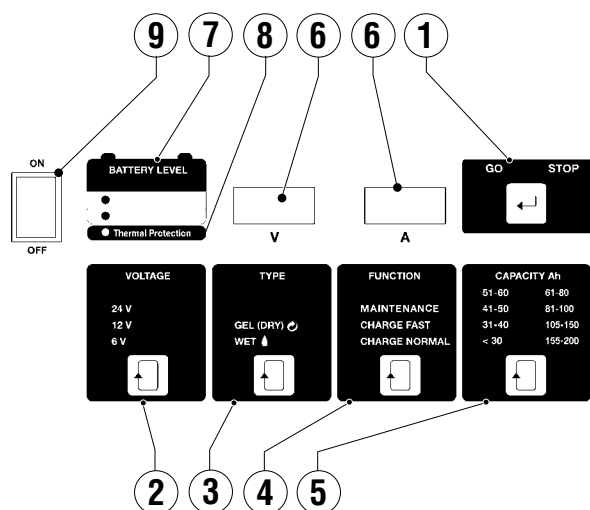 9 7 8 6 6 1
ON
OFF
BATTERY LEVEL
Thermal Protection
V
A
GO STOP
VOLTAGE
24 V
12 V
6 V
TYPE
GEL (DRY)
WET
FUNCTION
MAINTENANCE
CHARGE FAST
CHARGE NORMAL
CAPACITY Ah
51-60 61-80
41-50 81-100
31-40 105-150
< 30 155-200
2 3 4 5